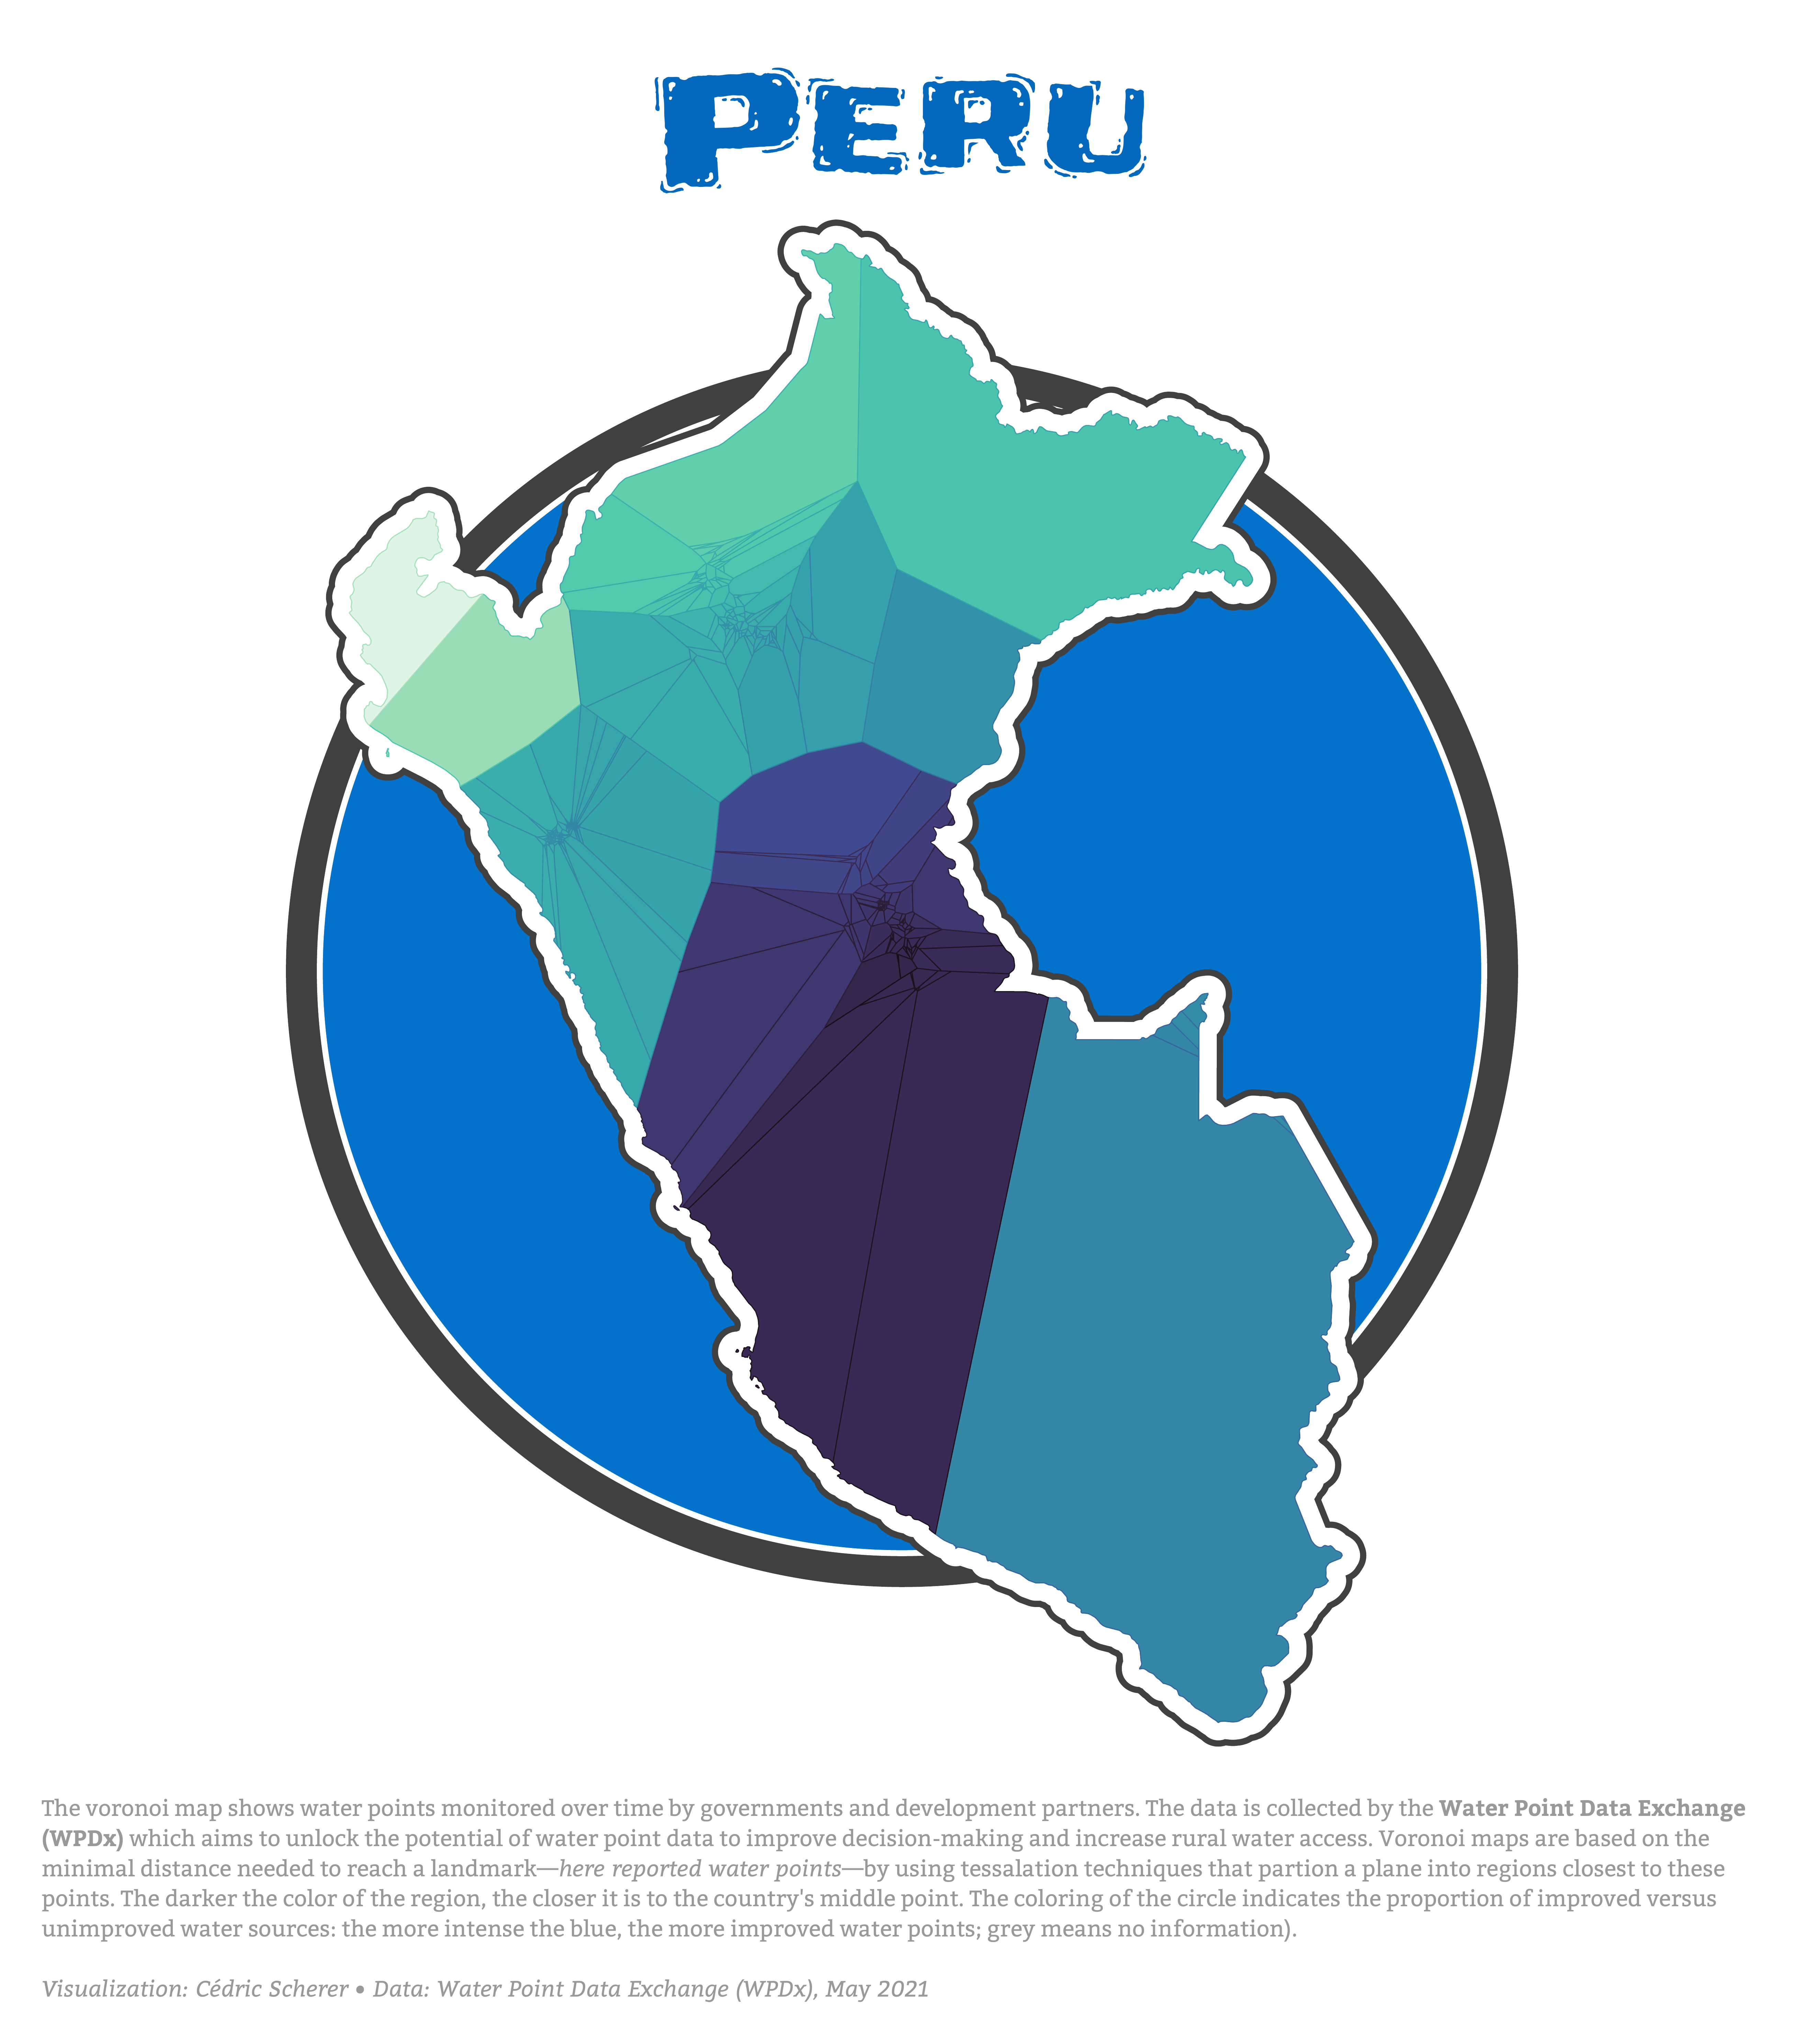 PERU
The voronoi map shows water points monitored over time by governments and development partners. The data is collected by the Water Point Data Exchange
(WPDx) which aims to unlock the potential of water point data to improve decision-making and increase rural water access. Voronoi maps are based on the
minimal distance needed to reach a landmark—here reported water points—by using tessalation techniques that partion a plane into regions closest to these
points. The darker the color of the region, the closer it is to the country's middle point. The coloring of the circle indicates the proportion of improved versus
unimproved water sources: the more intense the blue, the more improved water points; grey means no information).
Visualization: Cédric Scherer • Data: Water Point Data Exchange (WPDx), May 2021